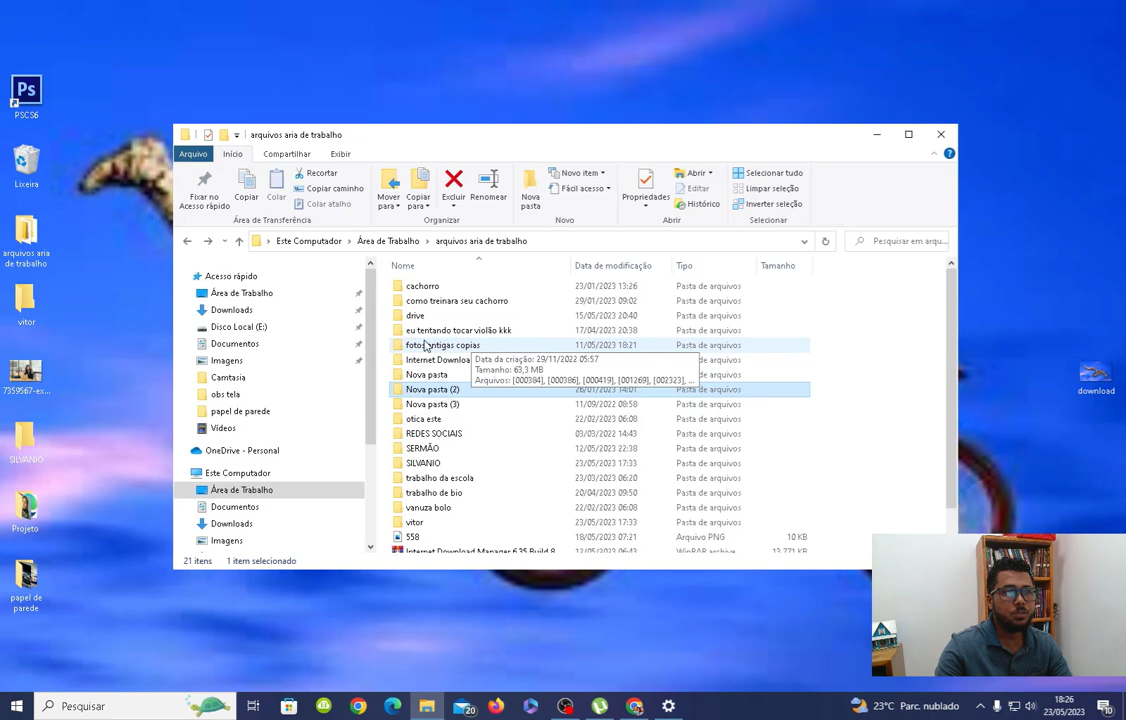 PSCS6
Lixeira
arquivos aria
de trabalho
vitor
7359567-ex...
SILVANIO
Projeto
papel de
parede
download
arquivos aria de trabalho
Arquivo Início Compartilhar Exibir
Fixar no
Acesso rápido
Copiar
Colar
Recortar
Copiar caminho
Colar atalho
Área de Transferência
Mover
para
Copiar
para
Excluir
Renomear
Organizar
Nova
pasta
Novo item
Fácil acesso
Novo
Propriedades
Abrir
Editar
Histórico
Abrir
Selecionar tudo
Limpar seleção
Inverter seleção
Selecionar
Este Computador Área de Trabalho arquivos aria de trabalho
Pesquisar em arqu...
Acesso rápido
Área de Trabalho
Downloads
Disco Local (E:)
Documentos
Imagens
Camtasia
obs tela
papel de parede
Vídeos
OneDrive - Personal
Este Computador
Área de Trabalho
Documentos
Downloads
Imagens
Nome Data de modificação Tipo Tamanho
cachorro 23/01/2023 13:26 Pasta de arquivos
como treinara seu cachorro 29/01/2023 09:02 Pasta de arquivos
drive 15/05/2023 20:40 Pasta de arquivos
eu tentando tocar violão kkk 17/04/2023 20:38 Pasta de arquivos
fotos antigas copias 11/05/2023 18:21 Pasta de arquivos
Internet Downloa Pasta de arquivos
Data da criação: 29/11/2022 05:57
Tamanho: 63,3 MB
Arquivos: [000384], [000386], [000419], [001269], [002323], ...
Nova pasta Pasta de arquivos
Nova pasta (2) 26/01/2023 14:01 Pasta de arquivos
Nova pasta (3) 11/09/2022 08:58 Pasta de arquivos
otica este 22/02/2023 06:08 Pasta de arquivos
REDES SOCIAIS 03/03/2022 14:43 Pasta de arquivos
SERMÃO 12/05/2023 22:38 Pasta de arquivos
SILVANIO 23/05/2023 17:33 Pasta de arquivos
trabalho da escola 23/03/2023 06:20 Pasta de arquivos
trabalho de bio 20/04/2023 09:50 Pasta de arquivos
vanuza bolo 22/02/2023 06:08 Pasta de arquivos
vitor 23/05/2023 17:33 Pasta de arquivos
558 18/05/2023 07:21 Arquivo PNG 10 KB
Internet Download Manager 6.35 Build 8 12/05/2023 06:43 WinRAR archive 13.771 KB
21 itens 1 item selecionado
Pesquisar
20
23°C Parc. nublado
18:26
23/05/2023
10